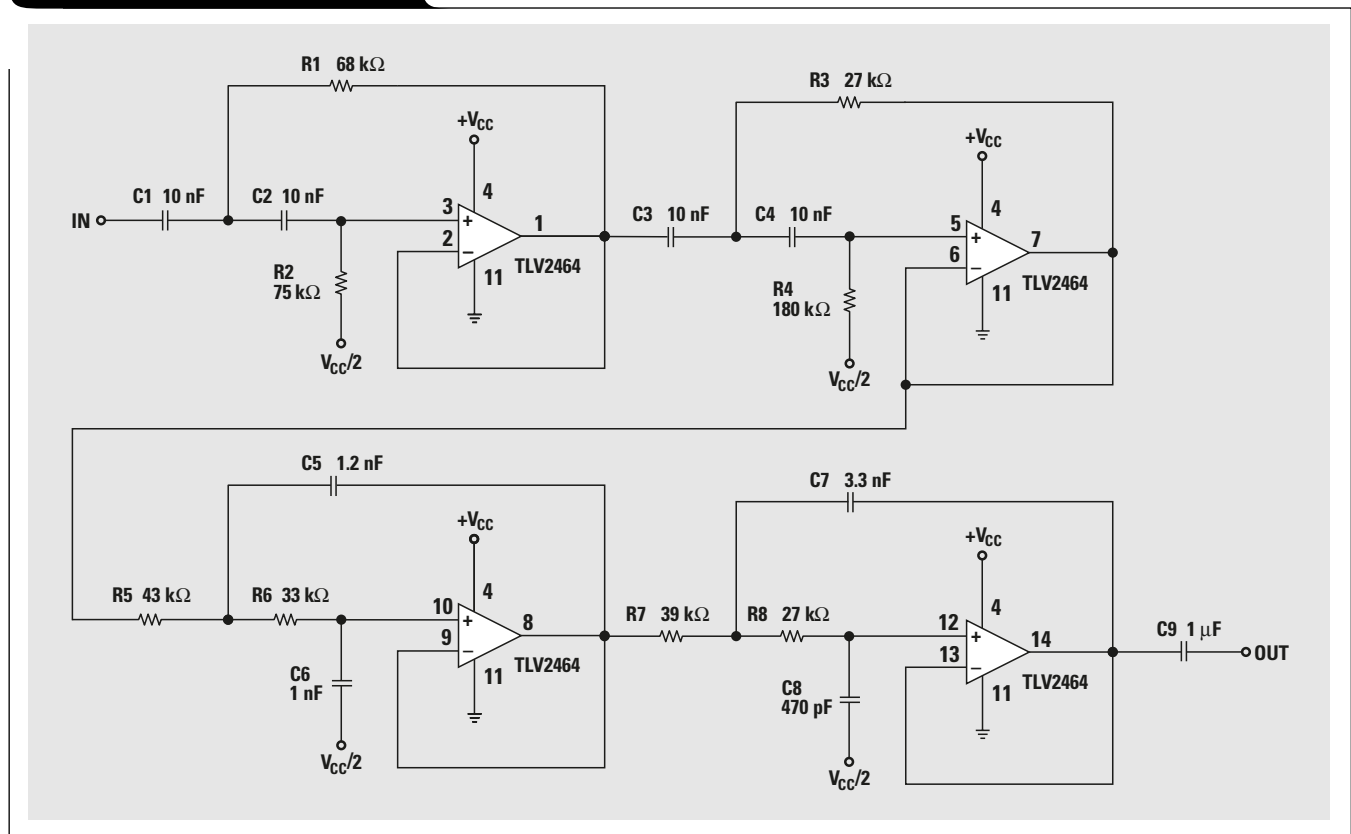 R1 68 kΩ
R3 27 kΩ
+VCC
+VCC
C1 10 nF
C2 10 nF
4
C3 10 nF
C4 10 nF
4
IN
3
+
1
2
–
TLV2464
11
5
+
7
6
–
TLV2464
11
R2
75 kΩ
R4
180 kΩ
VCC/2
VCC/2
C5 1.2 nF
C7 3.3 nF
+VCC
+VCC
R5 43 kΩ
R6 33 kΩ
4
R7 39 kΩ
R8 27 kΩ
4
10
+
8
9
–
TLV2464
11
12
+
14
13
–
TLV2464
11
C9 1 μF
OUT
C6
1 nF
C8
470 pF
VCC/2
VCC/2